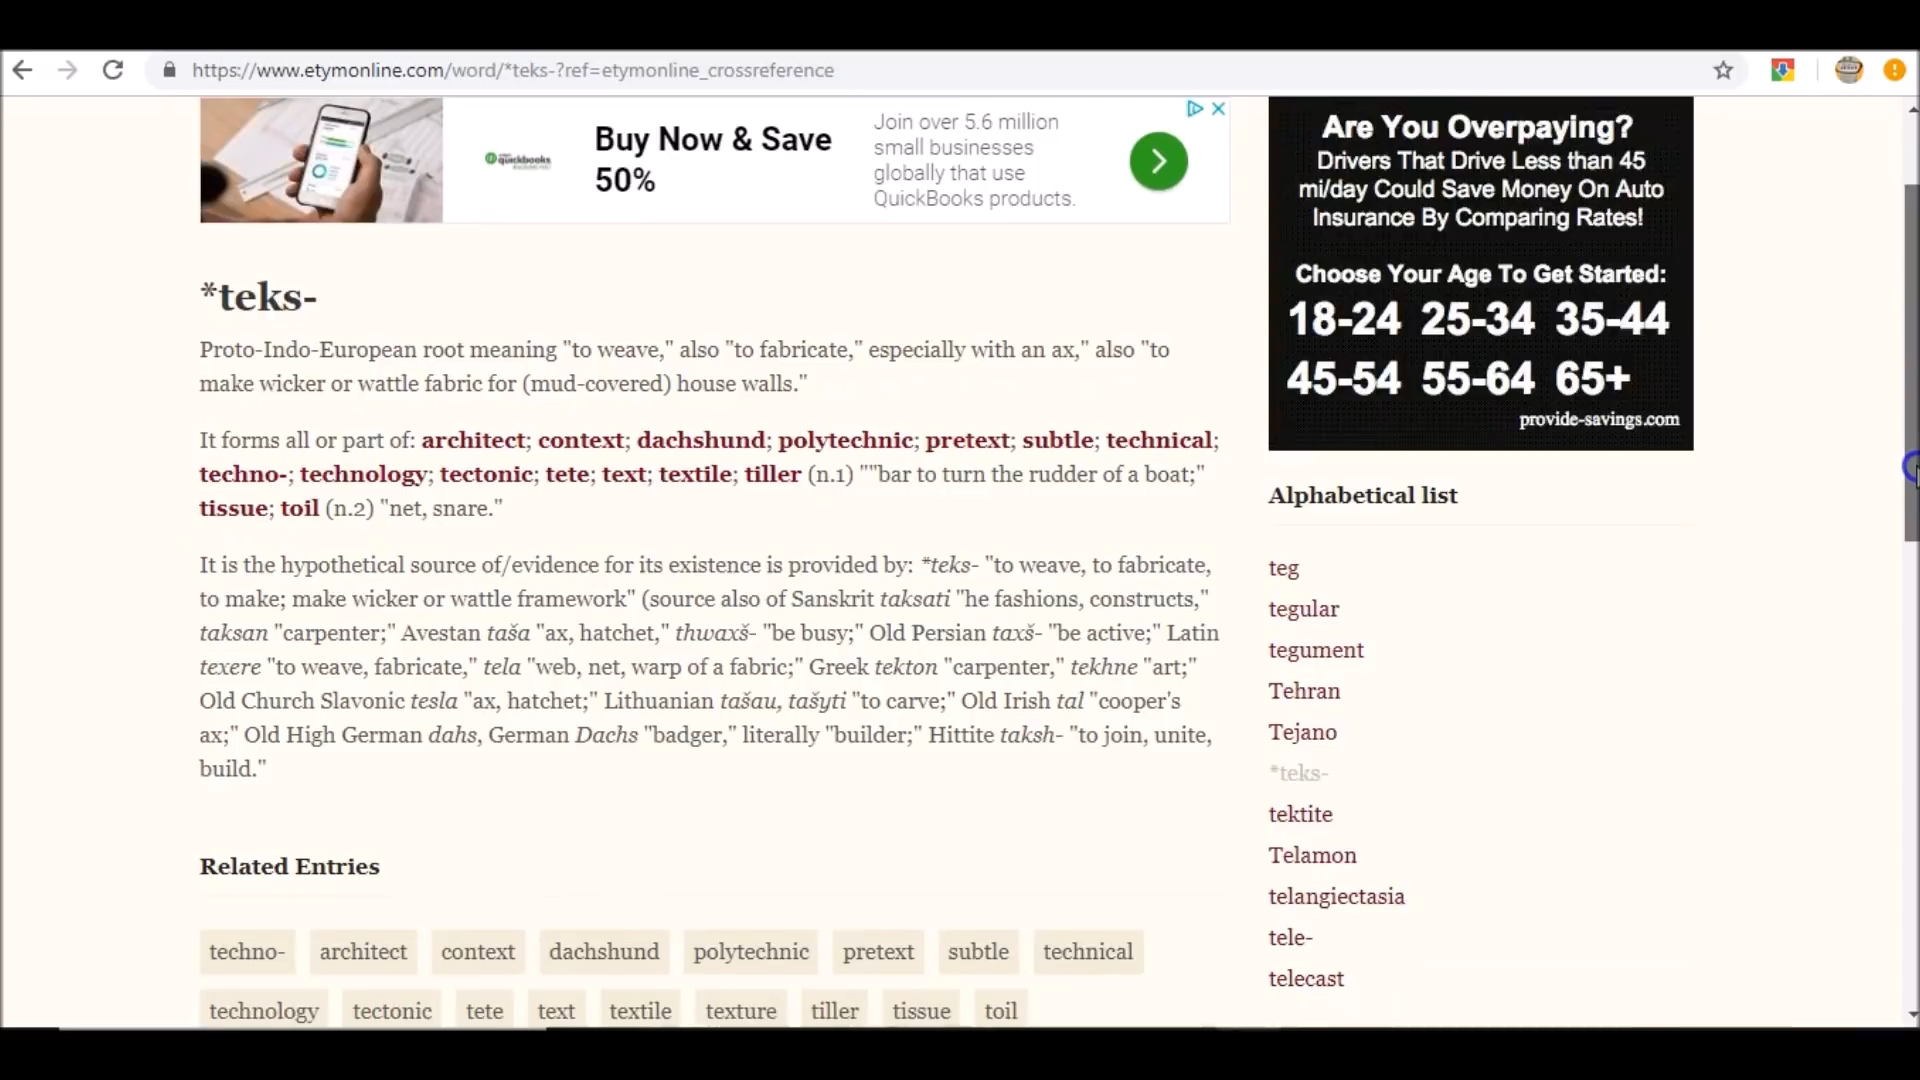 https://www.etymonline.com/word/*teks-?ref=etymonline_crossreference
quickbooks
Buy Now & Save
50%
Join over 5.6 million
small businesses
globally that use
QuickBooks products.
Are You Overpaying?
Drivers That Drive Less than 45
mi/day Could Save Money On Auto
Insurance By Comparing Rates!
Choose Your Age To Get Started:
18-24 25-34 35-44
45-54 55-64 65+
provide-savings.com
*teks-
Proto-Indo-European root meaning "to weave," also "to fabricate," especially with an ax," also "to
make wicker or wattle fabric for (mud-covered) house walls."
It forms all or part of: architect; context; dachshund; polytechnic; pretext; subtle; technical;
techno-; technology; tectonic; tete; text; textile; tiller (n.1) ""bar to turn the rudder of a boat;"
tissue; toil (n.2) "net, snare."
It is the hypothetical source of/evidence for its existence is provided by: *teks- "to weave, to fabricate,
to make; make wicker or wattle framework" (source also of Sanskrit taksati "he fashions, constructs,"
taksan "carpenter;" Avestan taša "ax, hatchet," thwaxš- "be busy;" Old Persian taxš- "be active;" Latin
texere "to weave, fabricate," tela "web, net, warp of a fabric;" Greek tekton "carpenter," tekhne "art;"
Old Church Slavonic tesla "ax, hatchet;" Lithuanian tašau, tašyti "to carve;" Old Irish tal "cooper's
ax;" Old High German dahs, German Dachs "badger," literally "builder;" Hittite taksh- "to join, unite,
build."
Related Entries
techno- architect context dachshund polytechnic pretext subtle technical
technology tectonic tete text textile texture tiller tissue toil
Alphabetical list
teg
tegular
tegument
Tehran
Tejano
*teks-
tektite
Telamon
telangiectasia
tele-
telecast